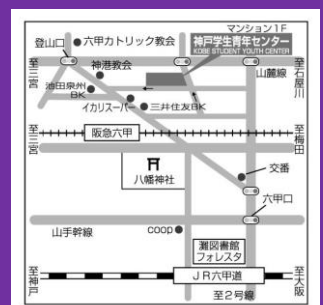 マンション1F
神戸学生青年センター
KOBE STUDENT YOUTH CENTER
登山口
六甲カトリック教会
至三宮
神港教会
山麓線
至石屋川
池田泉州
BK
イカリスーパー
三井住友BK
至三宮
阪急六甲
至梅田
八幡神社
交番
六甲口
山手幹線
coop
灘図書館
フォレスタ
至神戸
JR六甲道
至大阪
至2号線